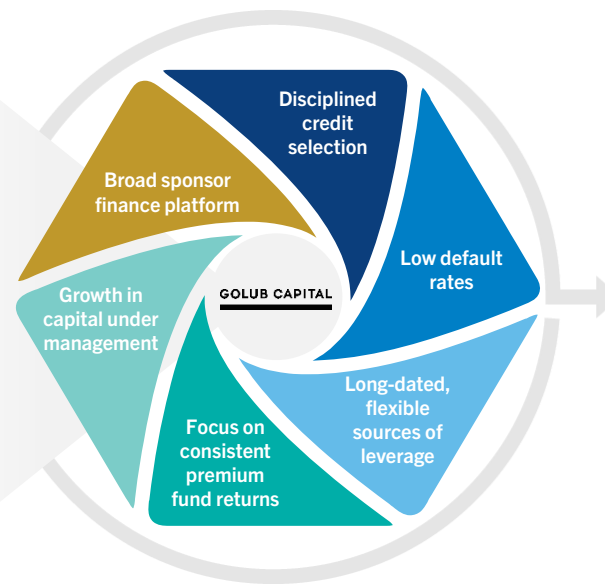 Disciplined
credit
selection
Broad sponsor
finance platform
Low default
rates
GOLUB CAPITAL
Growth in
capital under
management
Long-dated,
flexible
sources of
leverage
Focus on
consistent
premium
fund returns